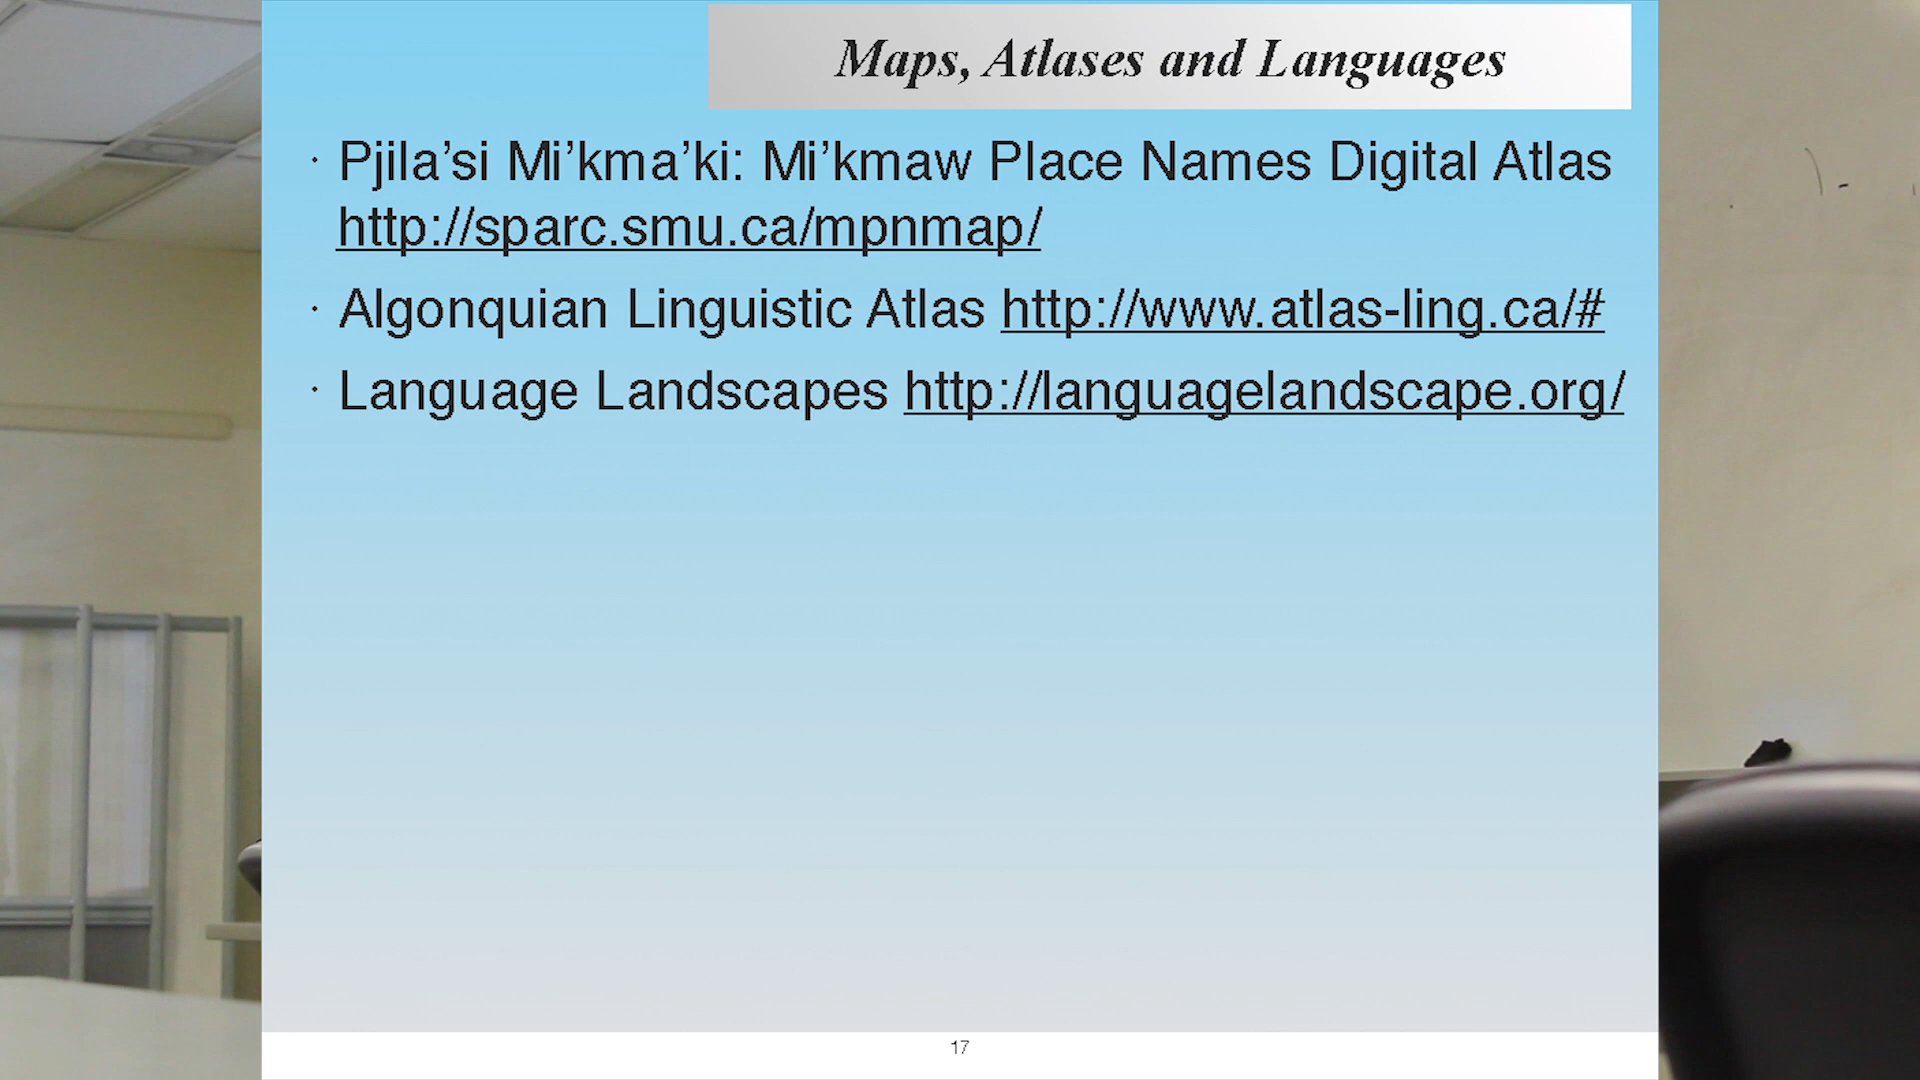 Maps, Atlases and Languages
· Pjila’si Mi’kma’ki: Mi’kmaw Place Names Digital Atlas
http://sparc.smu.ca/mpnmap/
· Algonquian Linguistic Atlas http://www.atlas-ling.ca/#
· Language Landscapes http://languagelandscape.org/
17